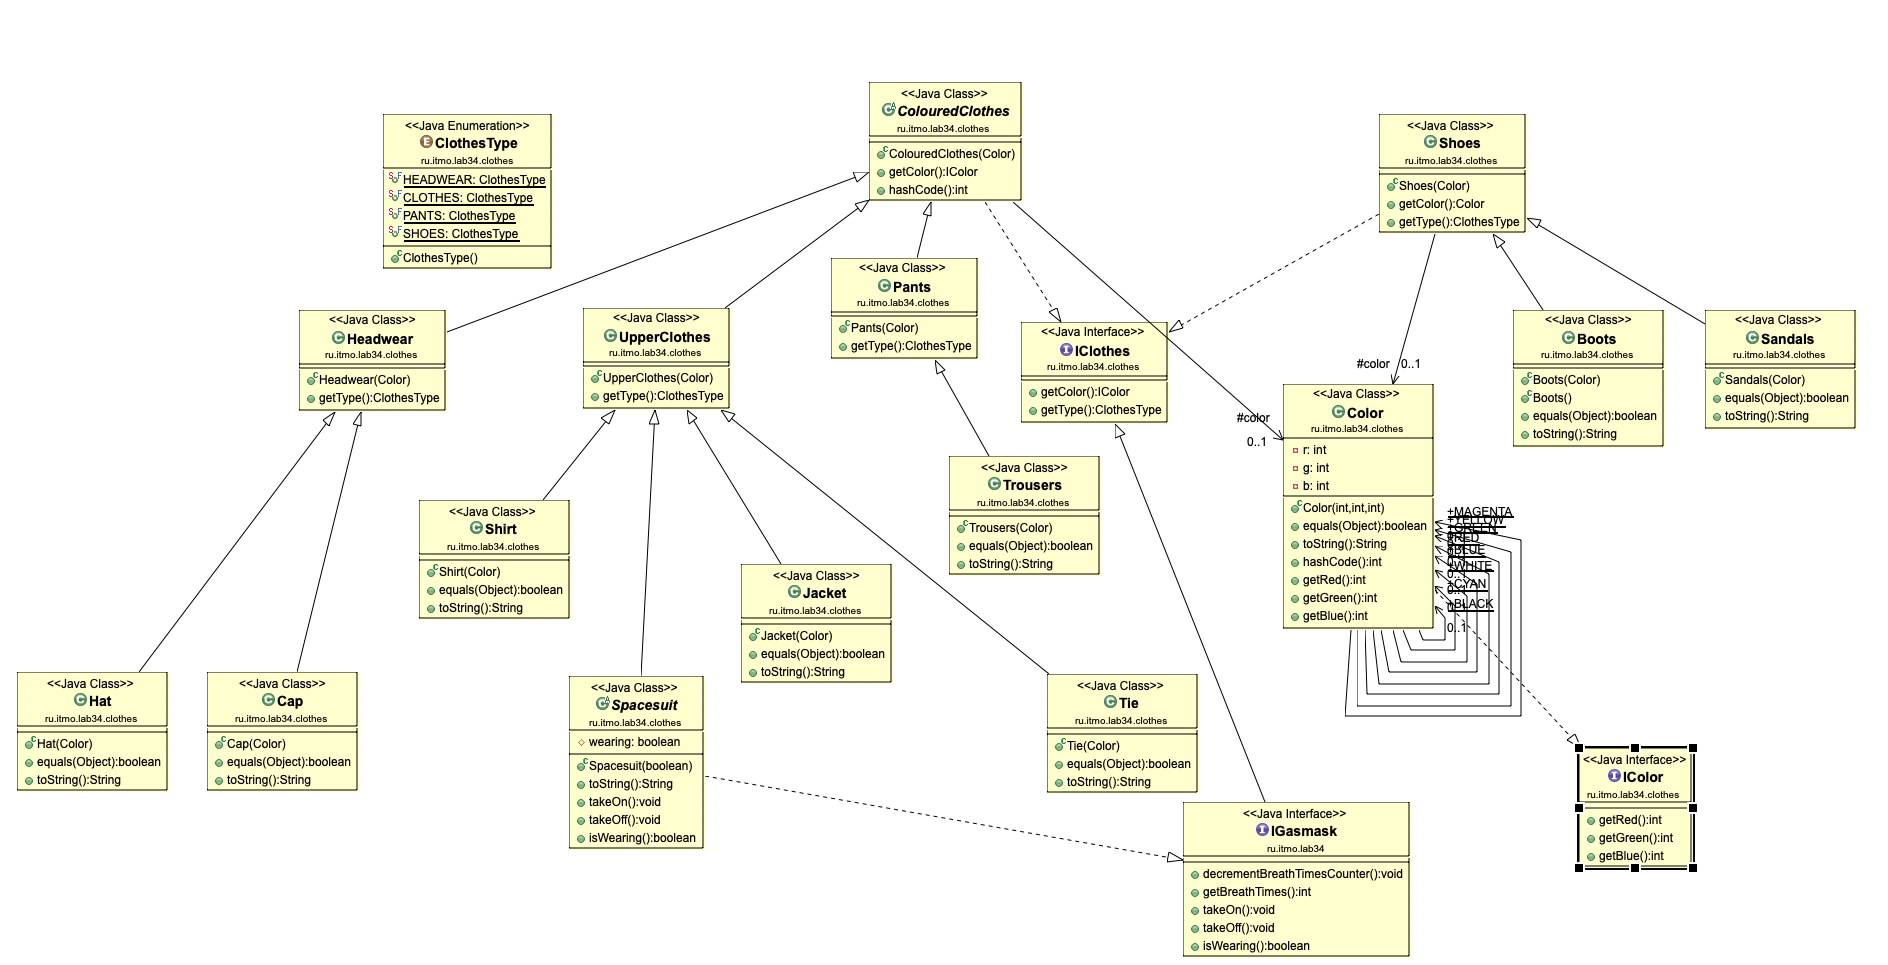 <<Java Class>>
ColouredClothes
ru.itmo.lab34.clothes
ColouredClothes(Color)
getColor():IColor
hashCode():int
<<Java Enumeration>>
ClothesType
ru.itmo.lab34.clothes
HEADWEAR: ClothesType
CLOTHES: ClothesType
PANTS: ClothesType
SHOES: ClothesType
ClothesType()
<<Java Class>>
Shoes
ru.itmo.lab34.clothes
Shoes(Color)
getColor():Color
getType():ClothesType
<<Java Class>>
Pants
ru.itmo.lab34.clothes
Pants(Color)
getType():ClothesType
<<Java Class>>
Headwear
ru.itmo.lab34.clothes
Headwear(Color)
getType():ClothesType
<<Java Class>>
UpperClothes
ru.itmo.lab34.clothes
UpperClothes(Color)
getType():ClothesType
<<Java Interface>>
IClothes
ru.itmo.lab34.clothes
getColor():IColor
getType():ClothesType
<<Java Class>>
Boots
ru.itmo.lab34.clothes
Boots(Color)
Boots()
equals(Object):boolean
toString():String
<<Java Class>>
Sandals
ru.itmo.lab34.clothes
Sandals(Color)
equals(Object):boolean
toString():String
#color 0..1
#color
0..1
<<Java Class>>
Color
ru.itmo.lab34.clothes
r: int
g: int
b: int
Color(int,int,int)
equals(Object):boolean
toString():String
hashCode():int
getRed():int
getGreen():int
getBlue():int
+MAGENTA
+YELLOW
+GREEN
+RED
+BLUE
+WHITE
+CYAN
+BLACK
0..1
<<Java Class>>
Trousers
ru.itmo.lab34.clothes
Trousers(Color)
equals(Object):boolean
toString():String
<<Java Class>>
Shirt
ru.itmo.lab34.clothes
Shirt(Color)
equals(Object):boolean
toString():String
<<Java Class>>
Jacket
ru.itmo.lab34.clothes
Jacket(Color)
equals(Object):boolean
toString():String
<<Java Class>>
Hat
ru.itmo.lab34.clothes
Hat(Color)
equals(Object):boolean
toString():String
<<Java Class>>
Cap
ru.itmo.lab34.clothes
Cap(Color)
equals(Object):boolean
toString():String
<<Java Class>>
Spacesuit
ru.itmo.lab34.clothes
wearing: boolean
Spacesuit(boolean)
toString():String
takeOn():void
takeOff():void
isWearing():boolean
<<Java Class>>
Tie
ru.itmo.lab34.clothes
Tie(Color)
equals(Object):boolean
toString():String
<<Java Interface>>
IGasmask
ru.itmo.lab34
decrementBreathTimesCounter():void
getBreathTimes():int
takeOn():void
takeOff():void
isWearing():boolean
<<Java Interface>>
IColor
ru.itmo.lab34.clothes
getRed():int
getGreen():int
getBlue():int